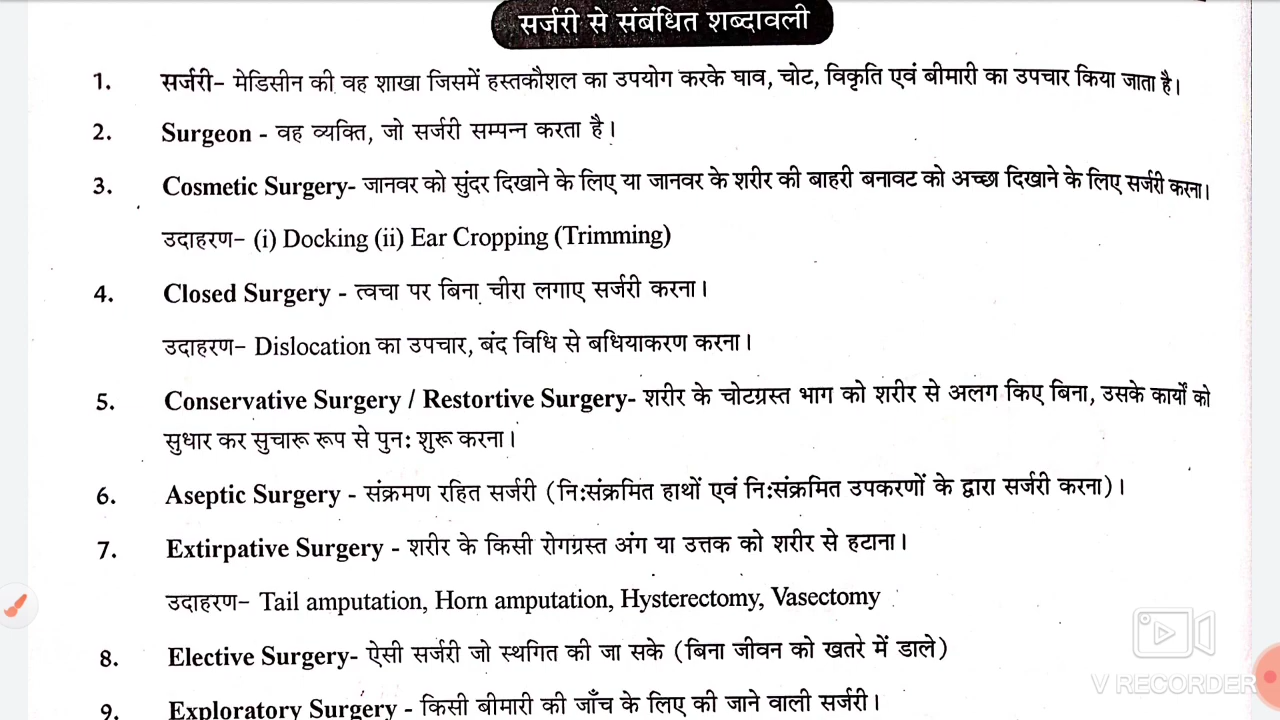 सर्जरी से संबंधित शब्दावली
1. सर्जरी- मेडिसीन की वह शाखा जिसमें हस्तकौशल का उपयोग करके घाव, चोट, विकृति एवं बीमारी का उपचार किया जाता है।
2. Surgeon - वह व्यक्ति, जो सर्जरी सम्पन्न करता है।
3. Cosmetic Surgery- जानवर को सुंदर दिखाने के लिए या जानवर के शरीर की बाहरी बनावट को अच्छा दिखाने के लिए सर्जरी करना।
उदाहरण- (i) Docking (ii) Ear Cropping (Trimming)
4. Closed Surgery - त्वचा पर बिना चीरा लगाए सर्जरी करना।
उदाहरण- Dislocation का उपचार, बंद विधि से बधियाकरण करना।
5. Conservative Surgery / Restortive Surgery- शरीर के चोटग्रस्त भाग को शरीर से अलग किए बिना, उसके कार्यों को
सुधार कर सुचारू रूप से पुनः शुरू करना।
6. Aseptic Surgery - संक्रमण रहित सर्जरी (निःसंक्रमित हाथों एवं निःसंक्रमित उपकरणों के द्वारा सर्जरी करना)।
7. Extirpative Surgery - शरीर के किसी रोगग्रस्त अंग या उत्तक को शरीर से हटाना।
उदाहरण- Tail amputation, Horn amputation, Hysterectomy, Vasectomy
8. Elective Surgery- ऐसी सर्जरी जो स्थगित की जा सके (बिना जीवन को खतरे में डाले)
9. Exploratory Surgery - किसी बीमारी की जाँच के लिए की जाने वाली सर्जरी।
V RECORDER